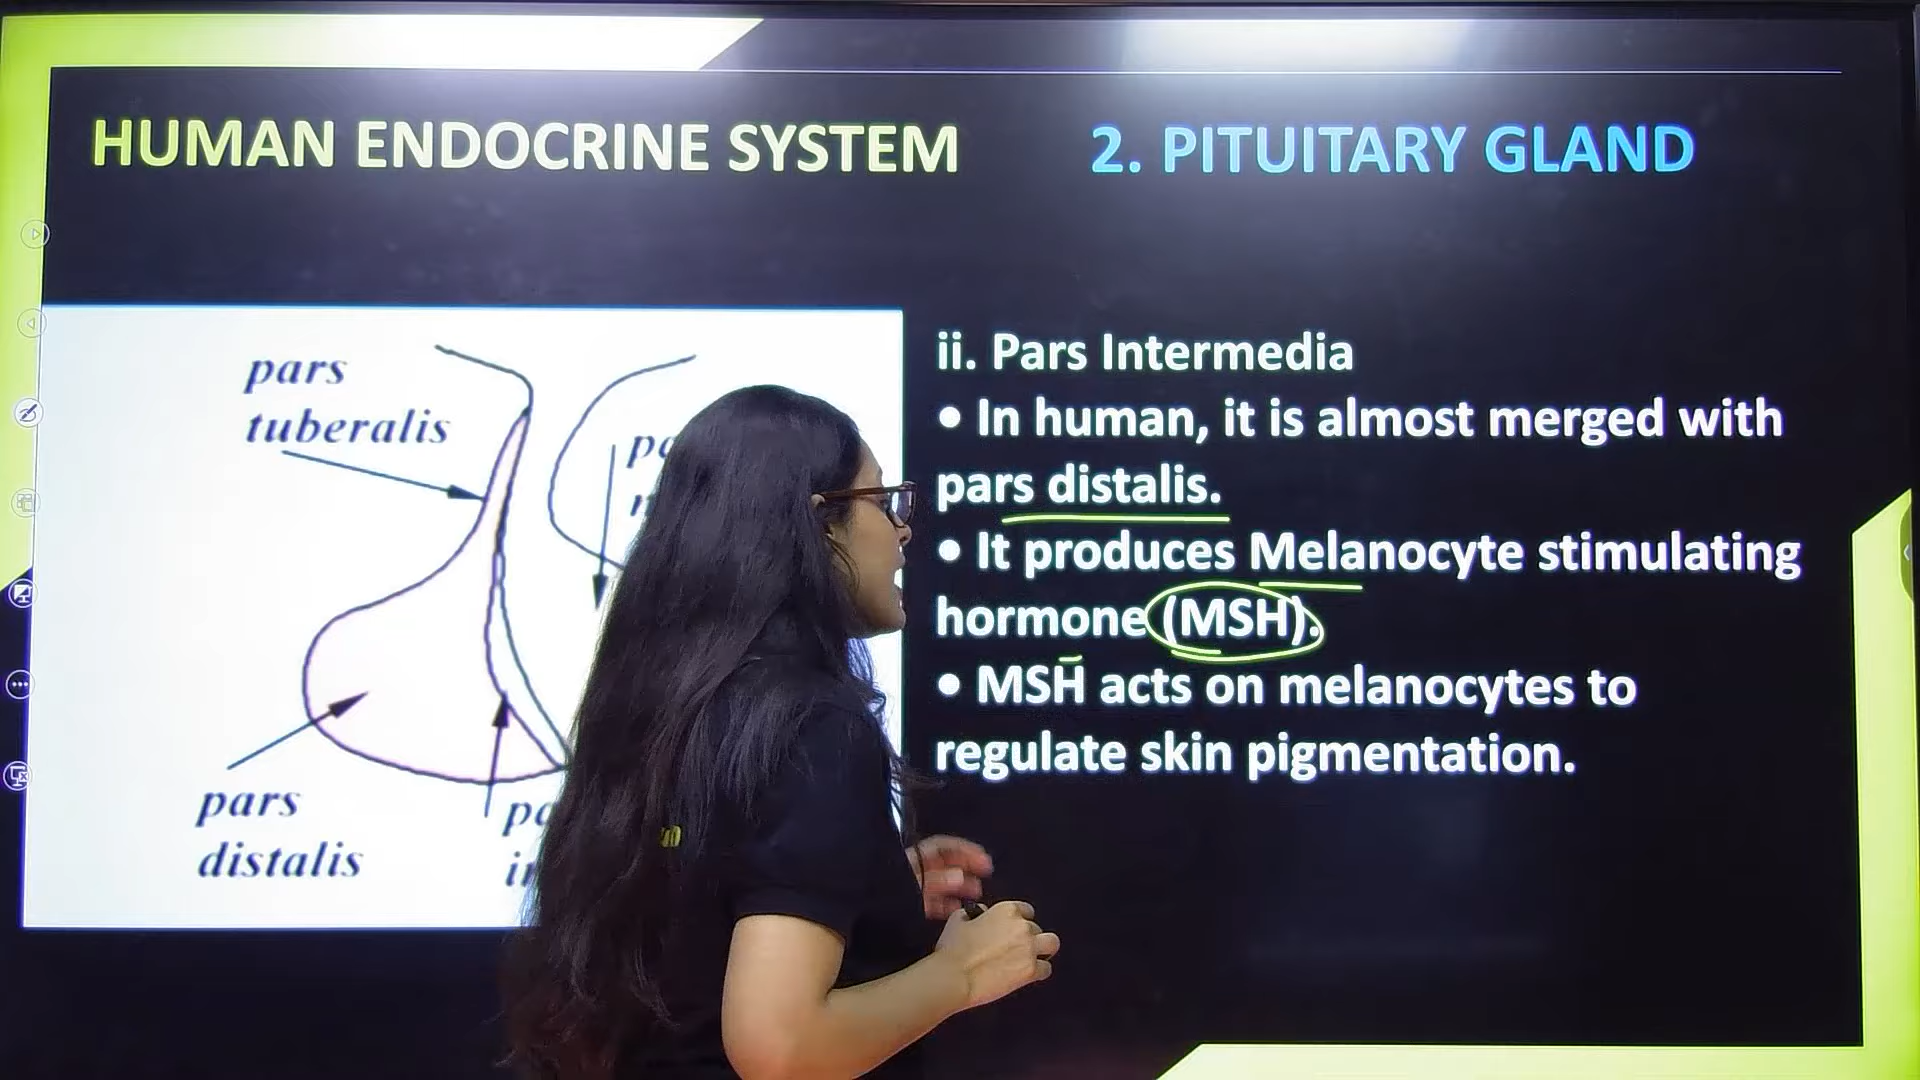 HUMAN ENDOCRINE SYSTEM
2. PITUITARY GLAND
pars
tuberalis
pars
distalis
ii. Pars Intermedia
• In human, it is almost merged with
pars distalis.
• It produces Melanocyte stimulating
hormone (MSH).
• MSH acts on melanocytes to
regulate skin pigmentation.